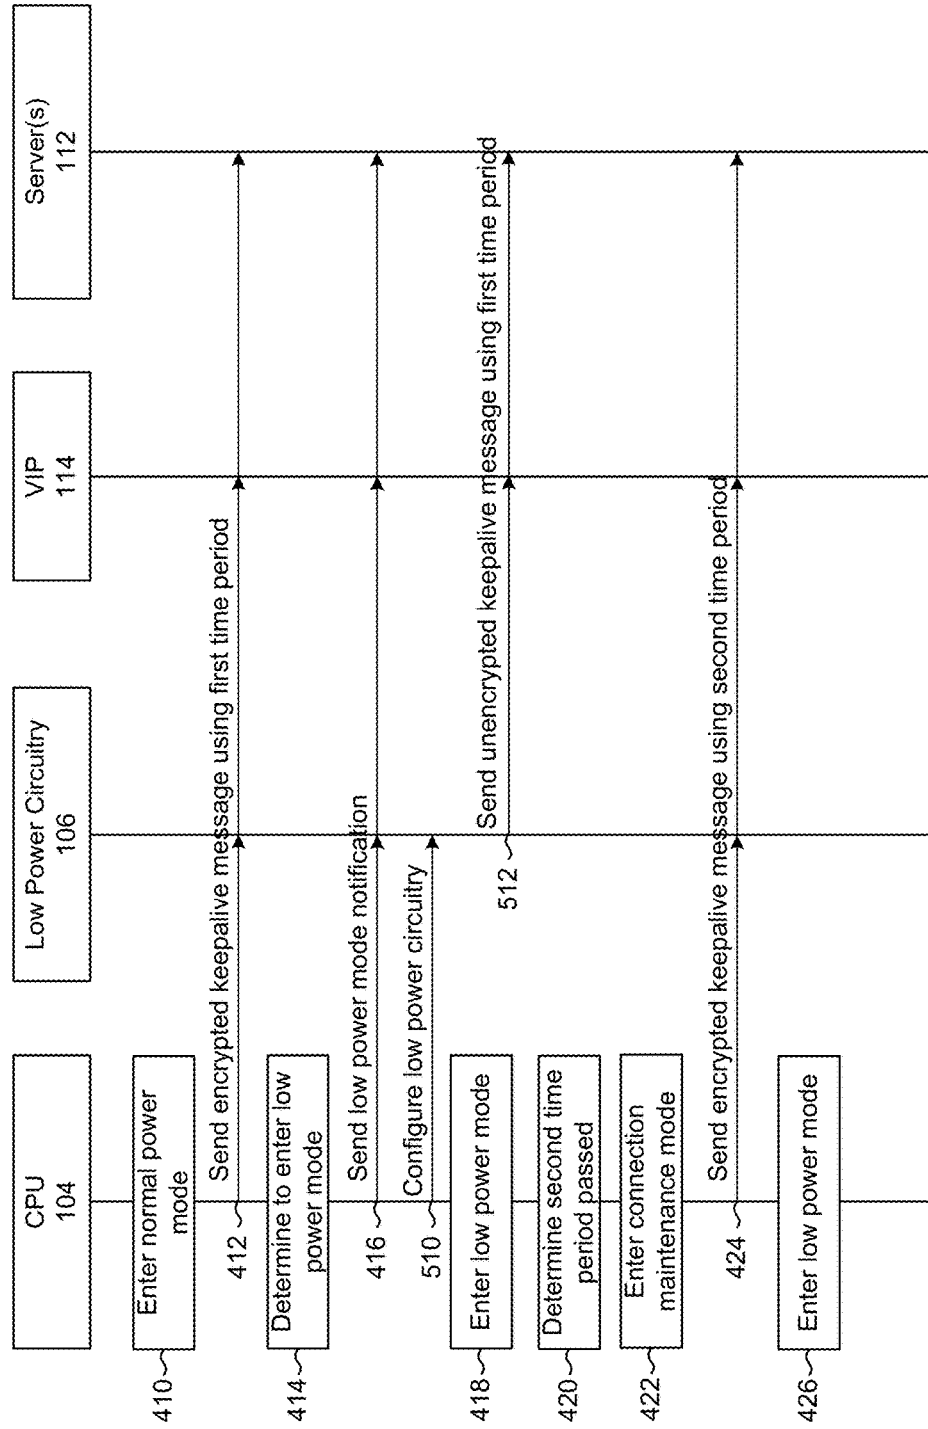 CPU
104
Low Power Circuitry
106
VIP
114
Server(s)
112
410
Enter normal power
mode
Send encrypted keepalive message using first time period
412
414
Determine to enter low
power mode
Send low power mode notification
416
Configure low power circuitry
510
418
Enter low power mode
Send unencrypted keepalive message using first time period
512
420
Determine second time
period passed
422
Enter connection
maintenance mode
Send encrypted keepalive message using second time period
424
426
Enter low power mode